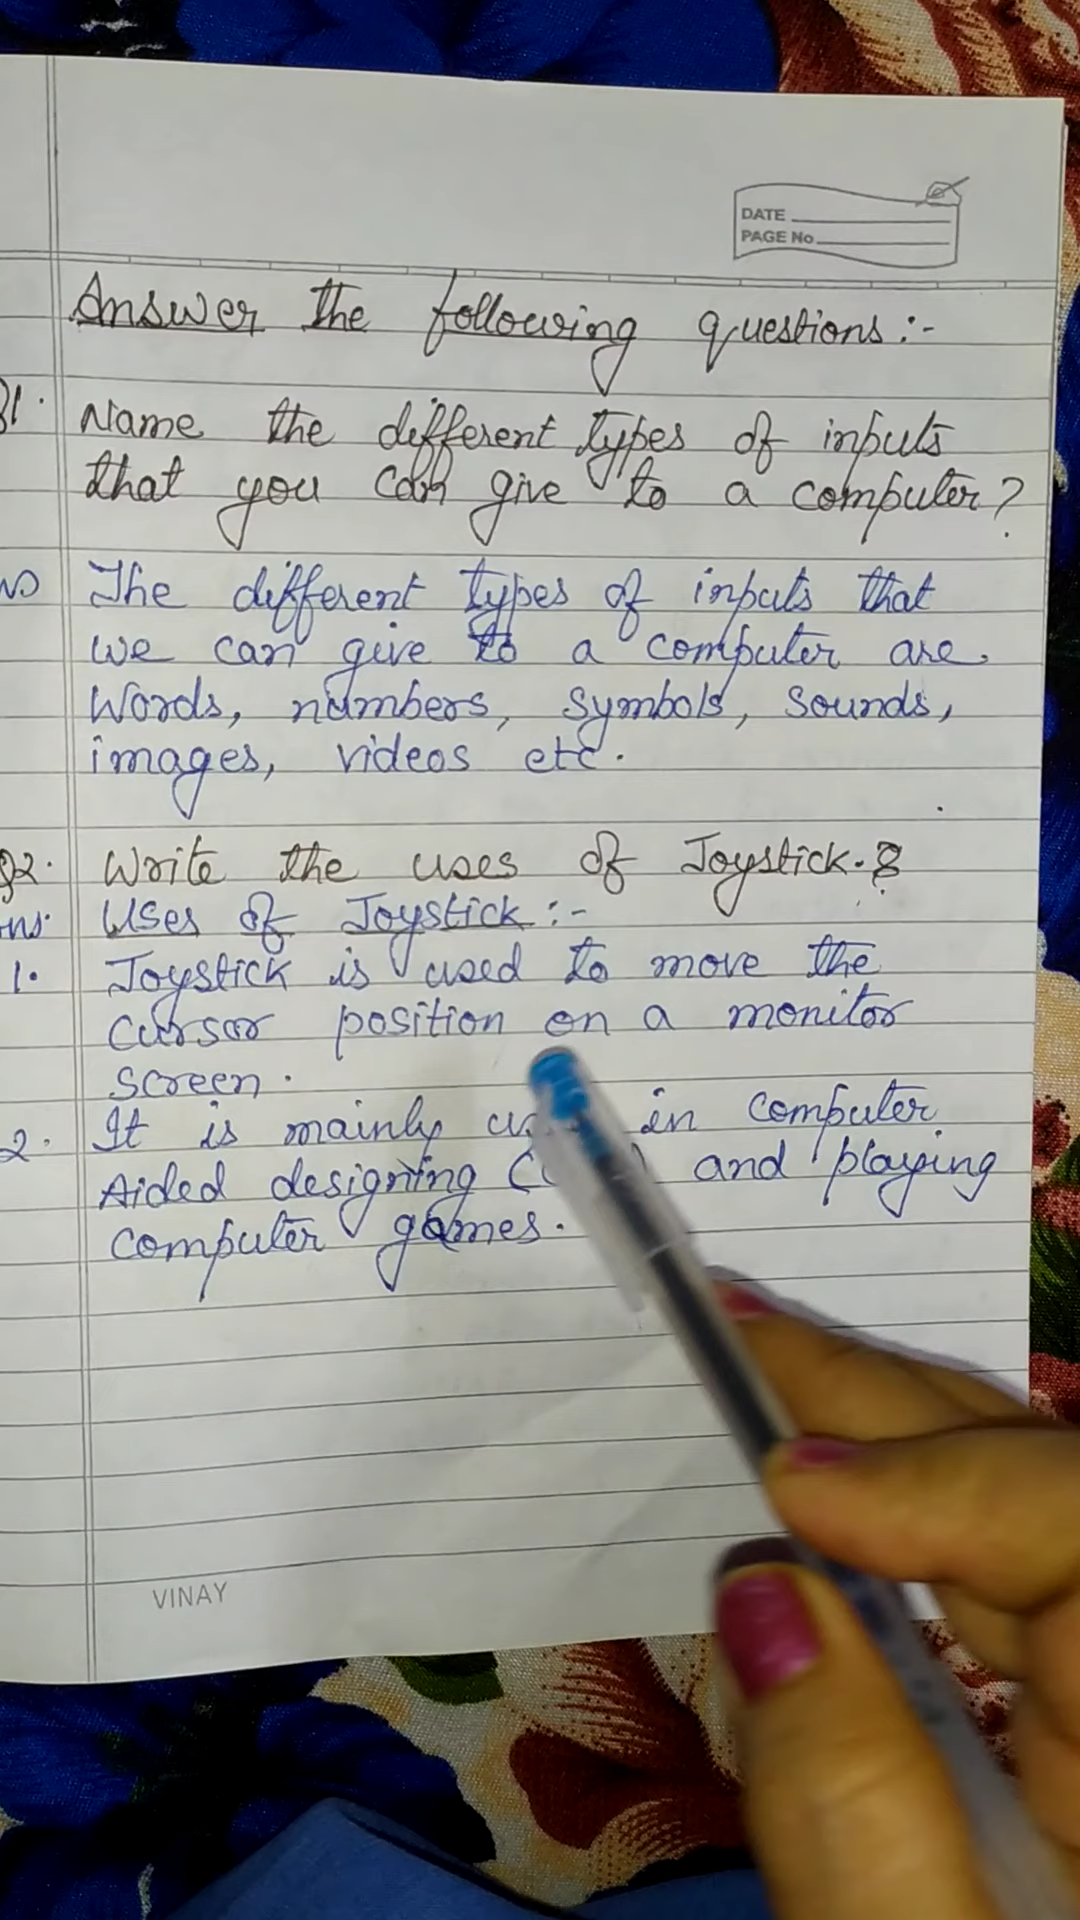 DATE
PAGE No
Answer the following questions:-
Q1. Name the different types of inputs
that you can give to a computer?
The different types of inputs that
we can give to a computer are.
Words, numbers, symbols, sounds,
images, videos etc.
Q2. Write the uses of Joystick.?
ns. Uses of Joystick :-
1. Joystick is used to move the
cursor position on a monitor
screen.
2. It is mainly in computer
Aided designing and playing
computer games.
VINAY